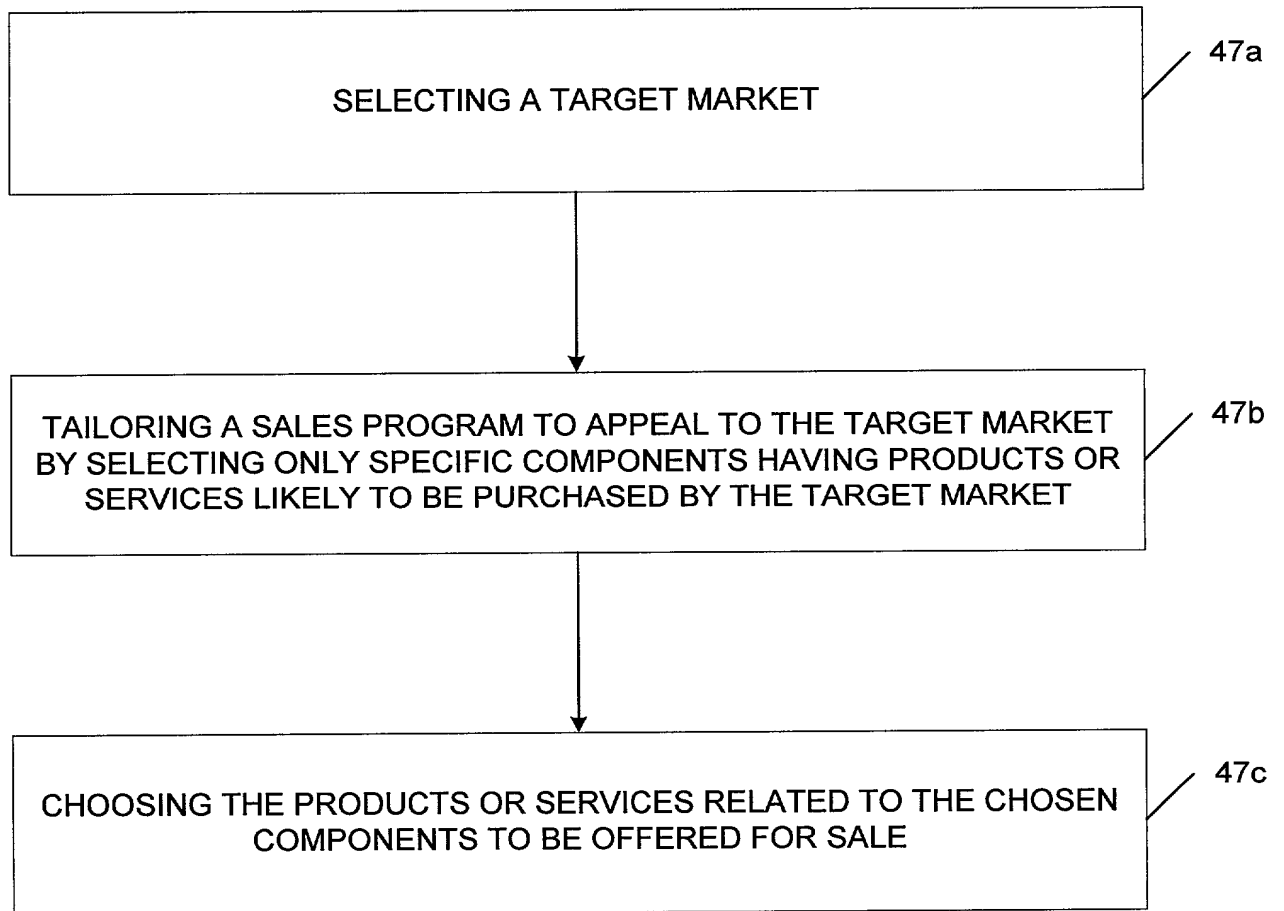 47a
SELECTING A TARGET MARKET
47b
TAILORING A SALES PROGRAM TO APPEAL TO THE TARGET MARKET
BY SELECTING ONLY SPECIFIC COMPONENTS HAVING PRODUCTS OR
SERVICES LIKELY TO BE PURCHASED BY THE TARGET MARKET
47c
CHOOSING THE PRODUCTS OR SERVICES RELATED TO THE CHOSEN
COMPONENTS TO BE OFFERED FOR SALE